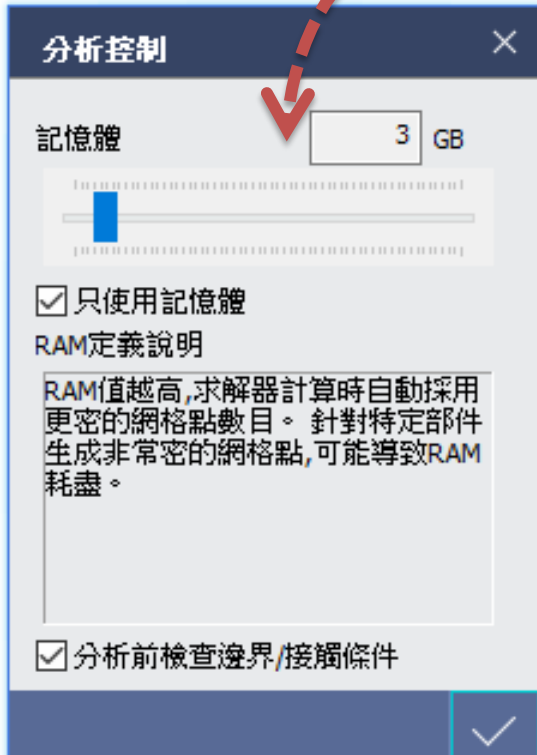 分析控制
記憶體 3 GB
只使用記憶體
RAM定義說明
RAM值越高,求解器計算時自動採用
更密的網格點數目。 針對特定部件
生成非常密的網格點,可能導致RAM
耗盡。
分析前檢查邊界/接觸條件